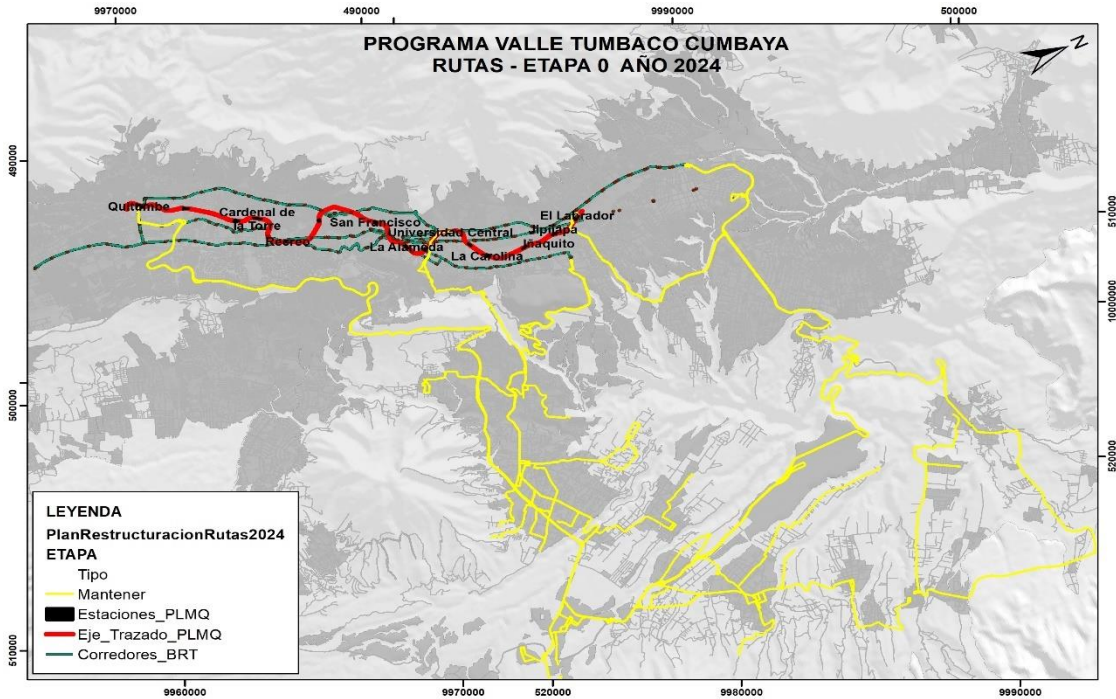 9970000
490000
9990000
500000
PROGRAMA VALLE TUMBACO CUMBAYA
RUTAS - ETAPA 0 AÑO 2024
N
490000
500000
510000
510000
1000000
520000
Quitumbe
Cardenal de
la Torre
Recreo
San Francisco
La Alameda
Universidad Central
La Carolina
El Labrador
Jipijapa
Iñaquito
LEYENDA
PlanRestructuracionRutas2024
ETAPA
Tipo
Mantener
Estaciones_PLMQ
Eje_Trazado_PLMQ
Corredores_BRT
9960000
9970000
520000
9980000
9990000